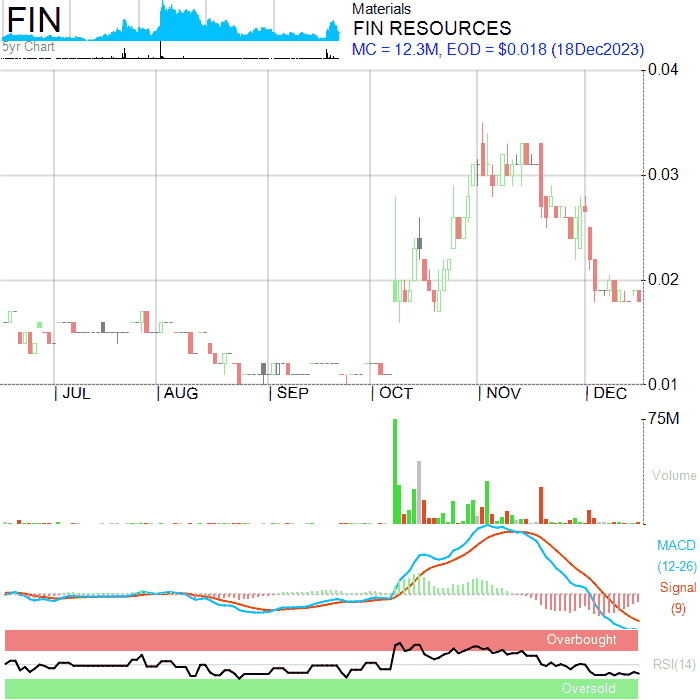 FIN
5yr Chart
Materials
FIN RESOURCES
MC = 12.3M, EOD = $0.018 (18Dec2023)
0.04
0.03
0.02
0.01
JUL AUG SEP OCT NOV DEC
75M
Volume
MACD
(12-26)
Signal
(9)
Overbought
RSI(14)
Oversold